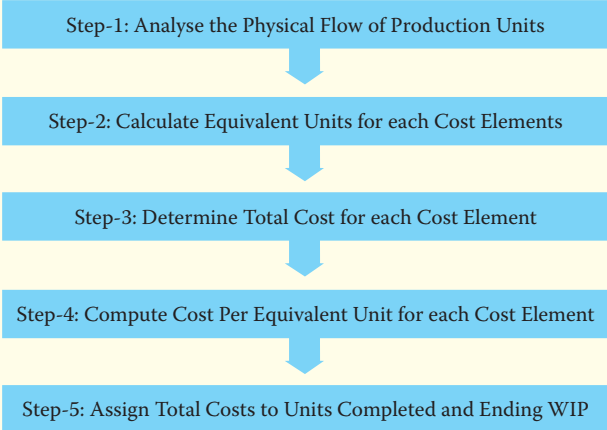 Step-1: Analyse the Physical Flow of Production Units
Step-2: Calculate Equivalent Units for each Cost Elements
Step-3: Determine Total Cost for each Cost Element
Step-4: Compute Cost Per Equivalent Unit for each Cost Element
Step-5: Assign Total Costs to Units Completed and Ending WIP